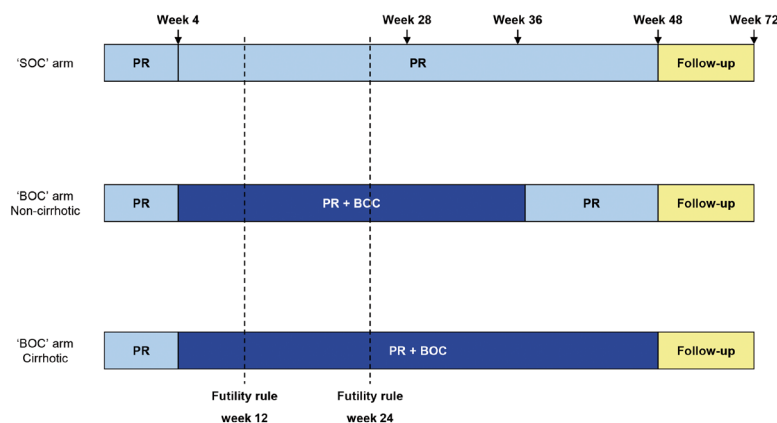 Week 4
Week 28
Week 36
Week 48
Week 72
‘SOC’ arm
PR
PR
Follow-up
‘BOC’ arm
Non-cirrhotic
PR
PR + BOC
PR
Follow-up
‘BOC’ arm
Cirrhotic
PR
PR + BOC
Follow-up
Futility rule
week 12
Futility rule
week 24